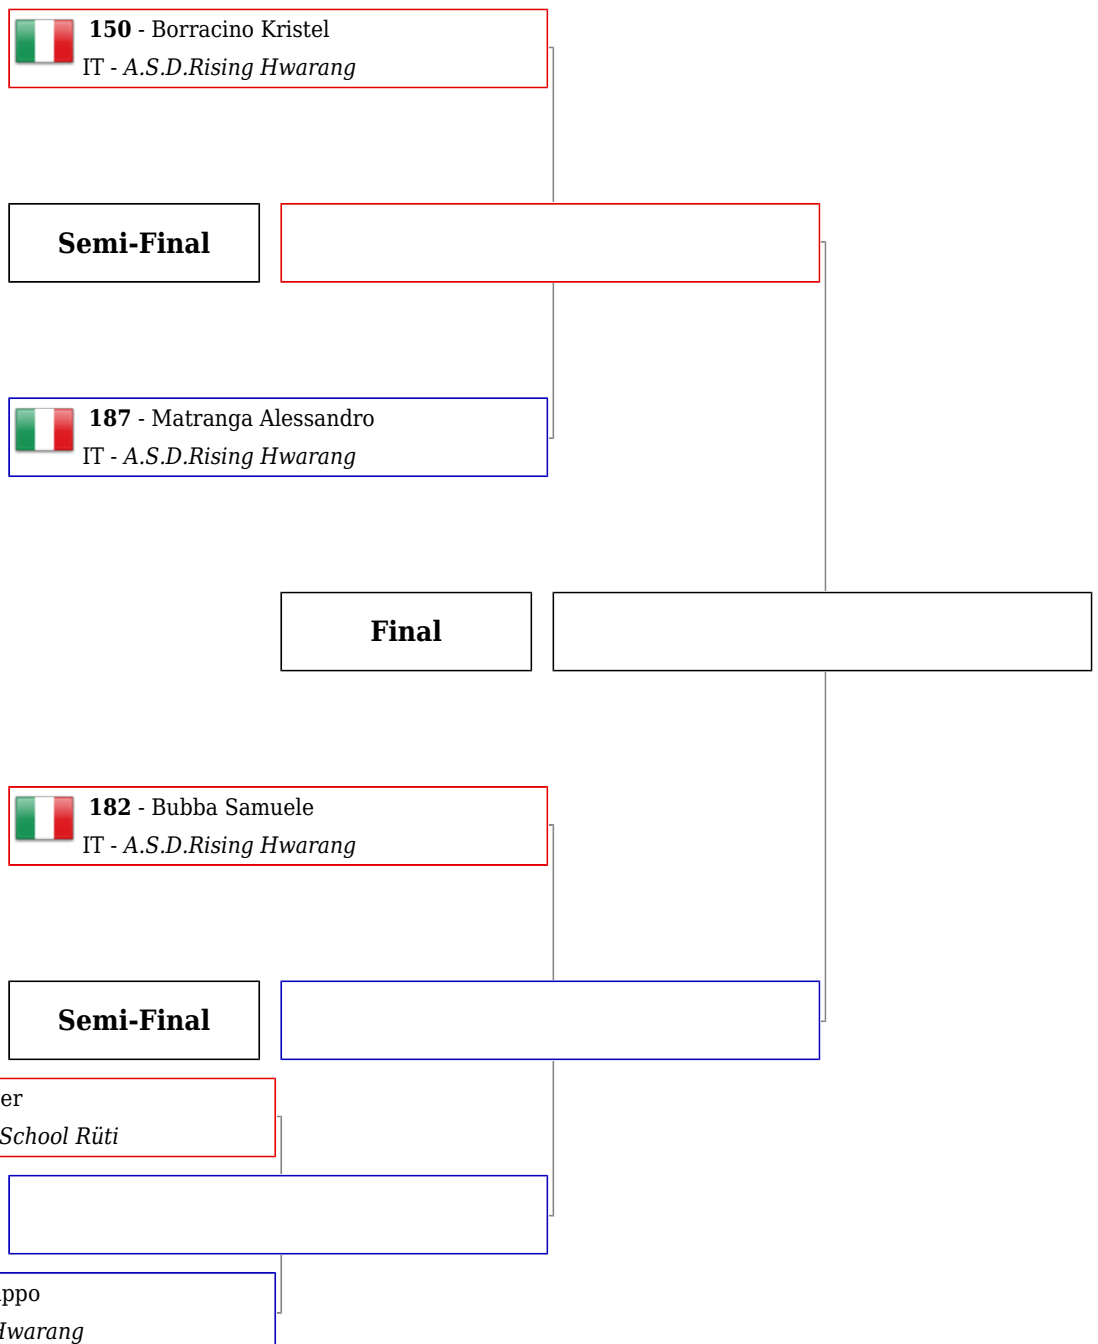 150 - Borracino Kristel
IT - A.S.D.Rising Hwarang
Semi-Final
187 - Matranga Alessandro
IT - A.S.D.Rising Hwarang
Final
182 - Bubba Samuele
IT - A.S.D.Rising Hwarang
Semi-Final
er
School Rüti
ppo
Hwarang